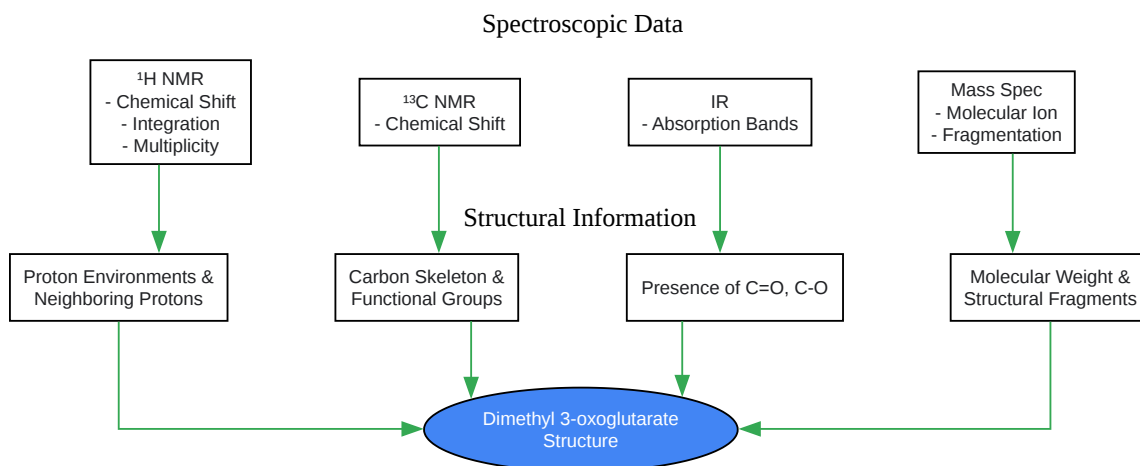 Spectroscopic Data
¹H NMR
- Chemical Shift
- Integration
- Multiplicity
¹³C NMR
- Chemical Shift
IR
- Absorption Bands
Mass Spec
- Molecular Ion
- Fragmentation
Structural Information
Proton Environments &
Neighboring Protons
Carbon Skeleton &
Functional Groups
Presence of C=O, C-O
Molecular Weight &
Structural Fragments
Dimethyl 3-oxoglutarate
Structure